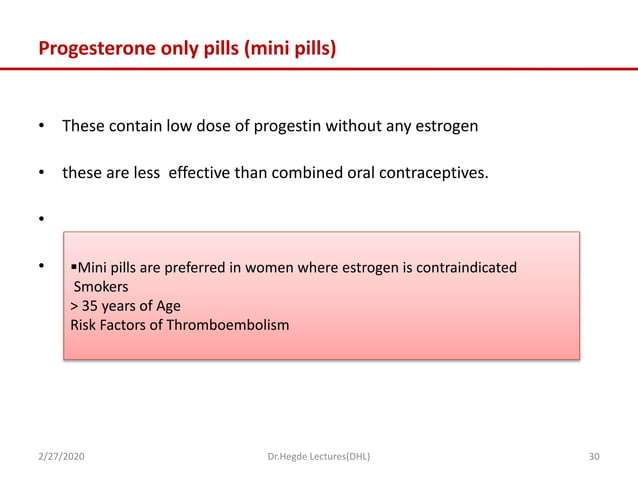 Progesterone only pills (mini pills)
• These contain low dose of progestin without any estrogen
• these are less  effective than combined oral contraceptives.
•
•
▪Mini pills are preferred in women where estrogen is contraindicated
Smokers
> 35 years of Age
Risk Factors of Thromboembolism
2/27/2020
Dr.Hegde Lectures(DHL)
30